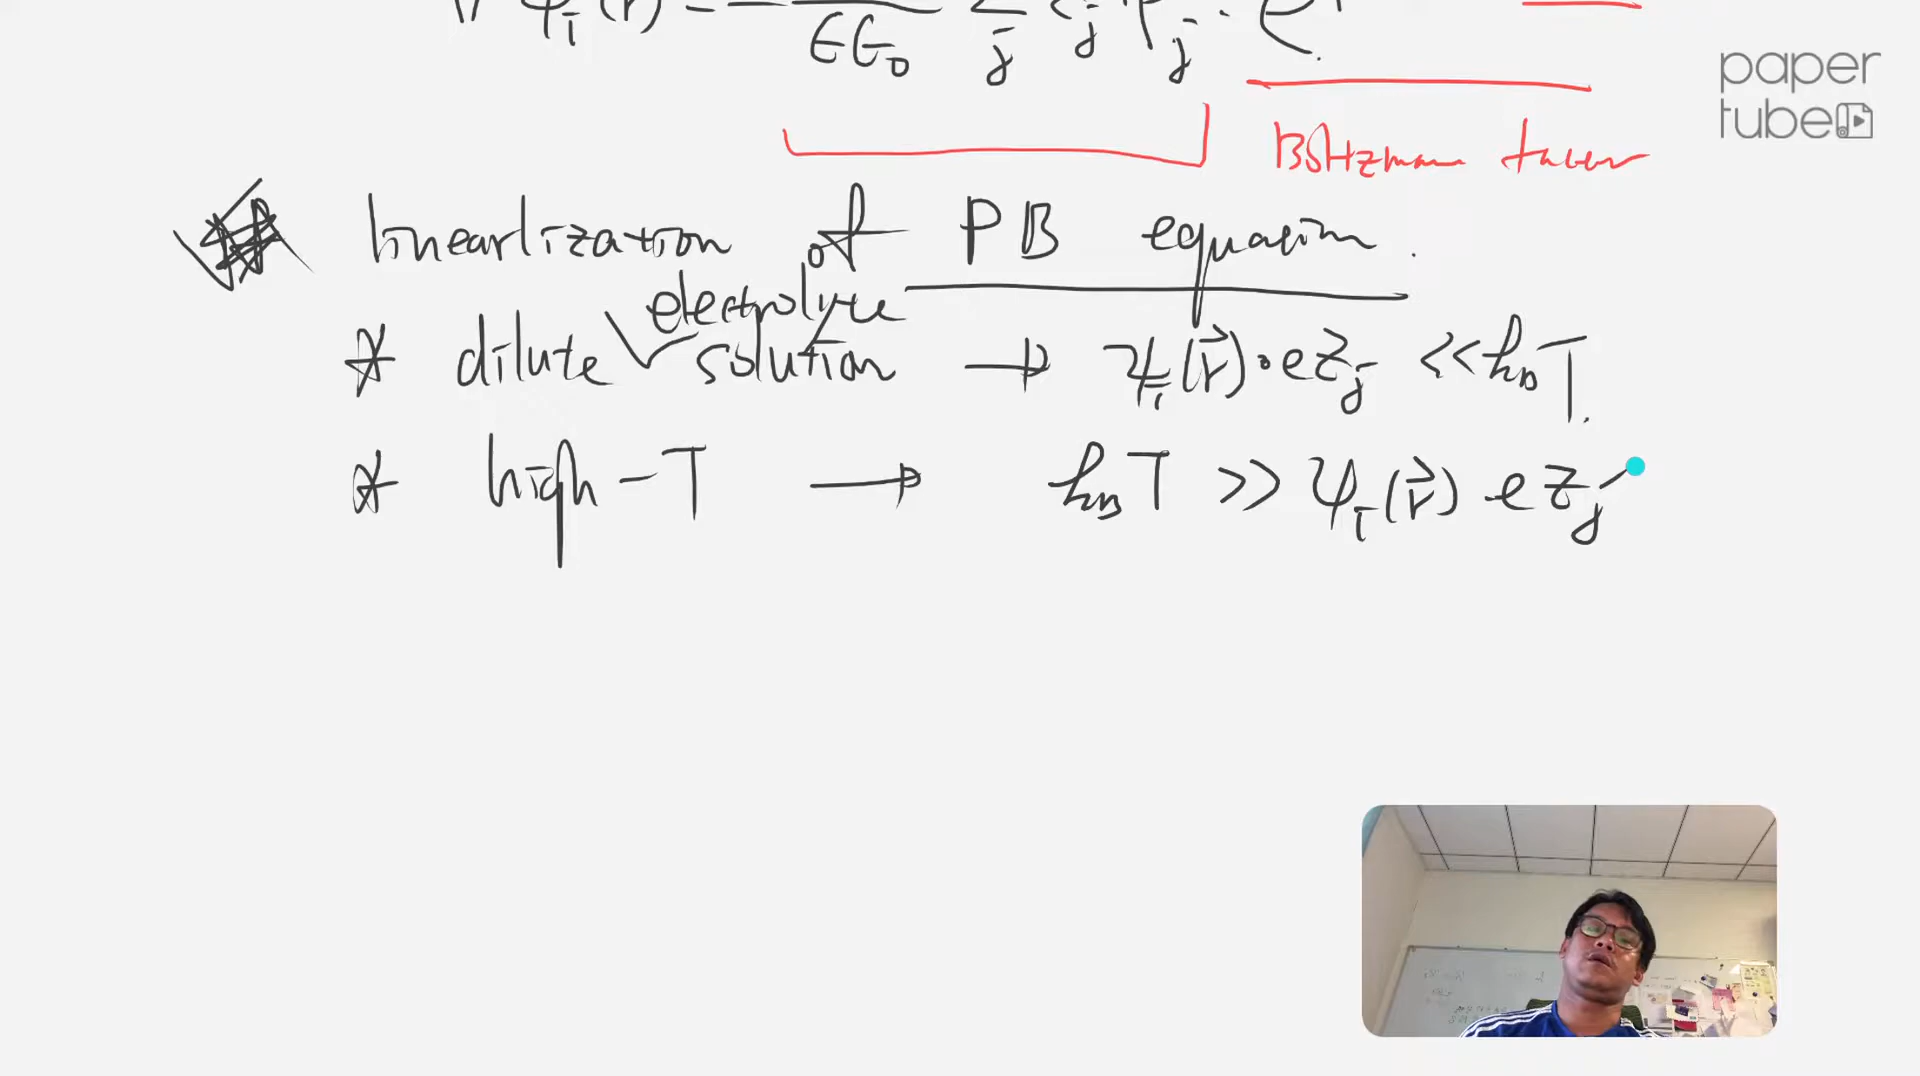 εε₀ j j j
paper
tube
Boltzmann factor
linearlization of PB equation.
electrolyte
* dilute solution → ψᵢ(r⃗)·eZⱼ << k_B T.
* high-T → k_B T >> ψᵢ(r⃗) eZⱼ